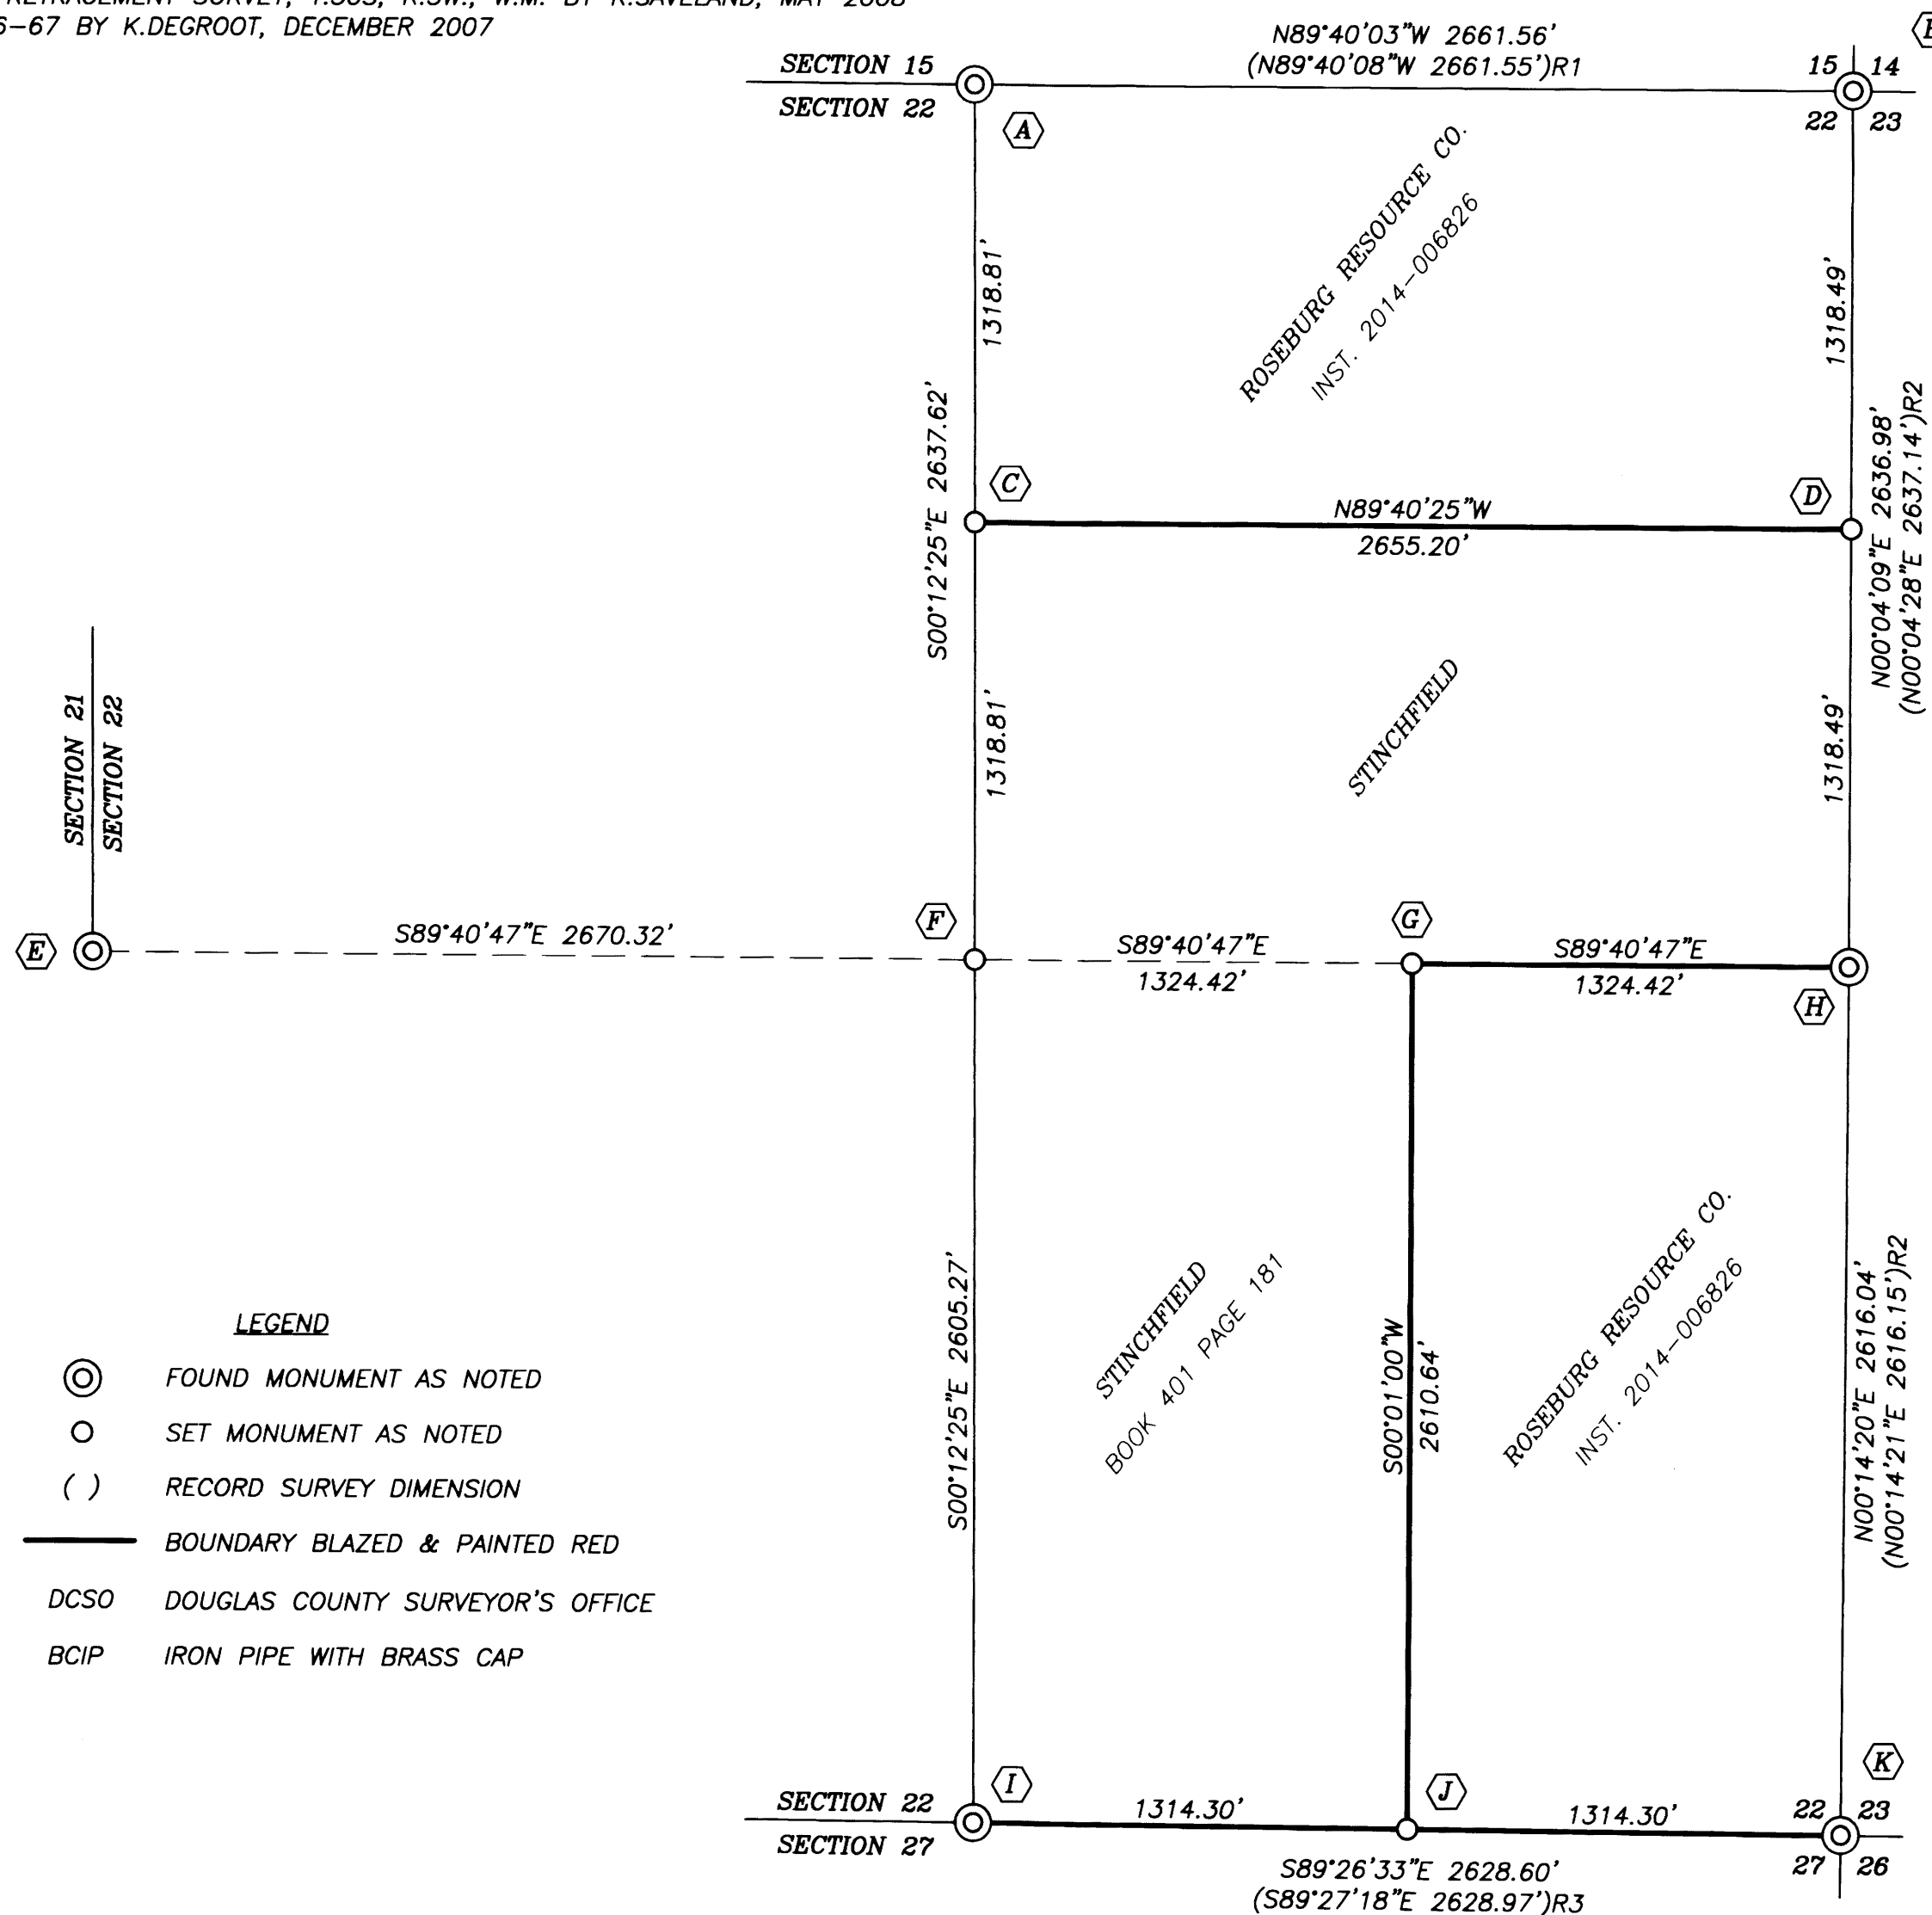 RETRACEMENT SURVEY, T.30S, R.9W., W.M. BY R.SAVELAND, MAY 2008
6-67 BY K.DEGROOT, DECEMBER 2007
N89°40'03"W 2661.56'
(N89°40'08"W 2661.55')R1
SECTION 15
SECTION 22
15 14
22 23
A
ROSEBURG RESOURCE CO.
INST. 2014-006826
1318.81'
1318.49'
S00°12'25"E 2637.62'
N00°04'09"E 2636.98'
(N00°04'28"E 2637.14')R2
C
D
N89°40'25"W
2655.20'
STINCHFIELD
1318.81'
1318.49'
SECTION 21
SECTION 22
E
S89°40'47"E 2670.32'
F
S89°40'47"E
1324.42'
G
S89°40'47"E
1324.42'
H
S00°12'25"E 2605.27'
STINCHFIELD
BOOK 401 PAGE 181
S00°01'00"W
2610.64'
ROSEBURG RESOURCE CO.
INST. 2014-006826
N00°14'20"E 2616.04'
(N00°14'21"E 2616.15')R2
LEGEND
FOUND MONUMENT AS NOTED
SET MONUMENT AS NOTED
( ) RECORD SURVEY DIMENSION
BOUNDARY BLAZED & PAINTED RED
DCSO DOUGLAS COUNTY SURVEYOR'S OFFICE
BCIP IRON PIPE WITH BRASS CAP
SECTION 22
SECTION 27
I
1314.30'
J
1314.30'
K
22 23
27 26
S89°26'33"E 2628.60'
(S89°27'18"E 2628.97')R3